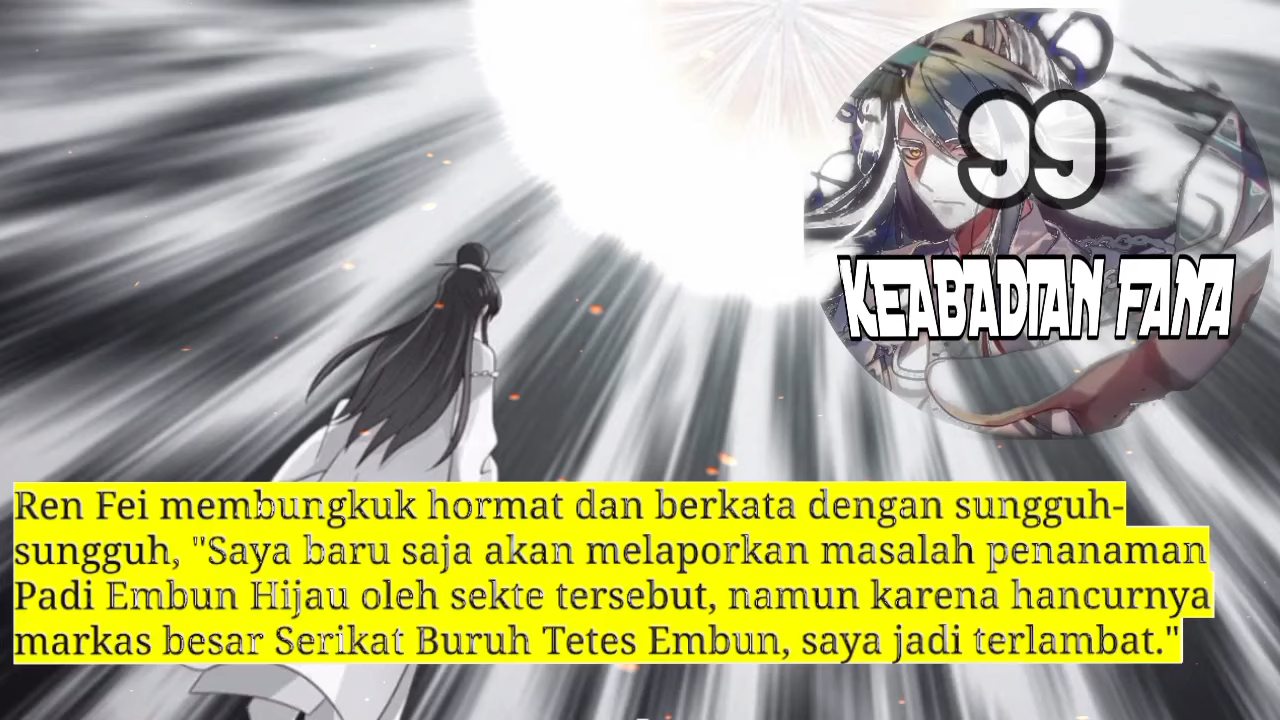 99
KEABADIAN FANA
Ren Fei membungkuk hormat dan berkata dengan sungguh-
sungguh, "Saya baru saja akan melaporkan masalah penanaman
Padi Embun Hijau oleh sekte tersebut, namun karena hancurnya
markas besar Serikat Buruh Tetes Embun, saya jadi terlambat."